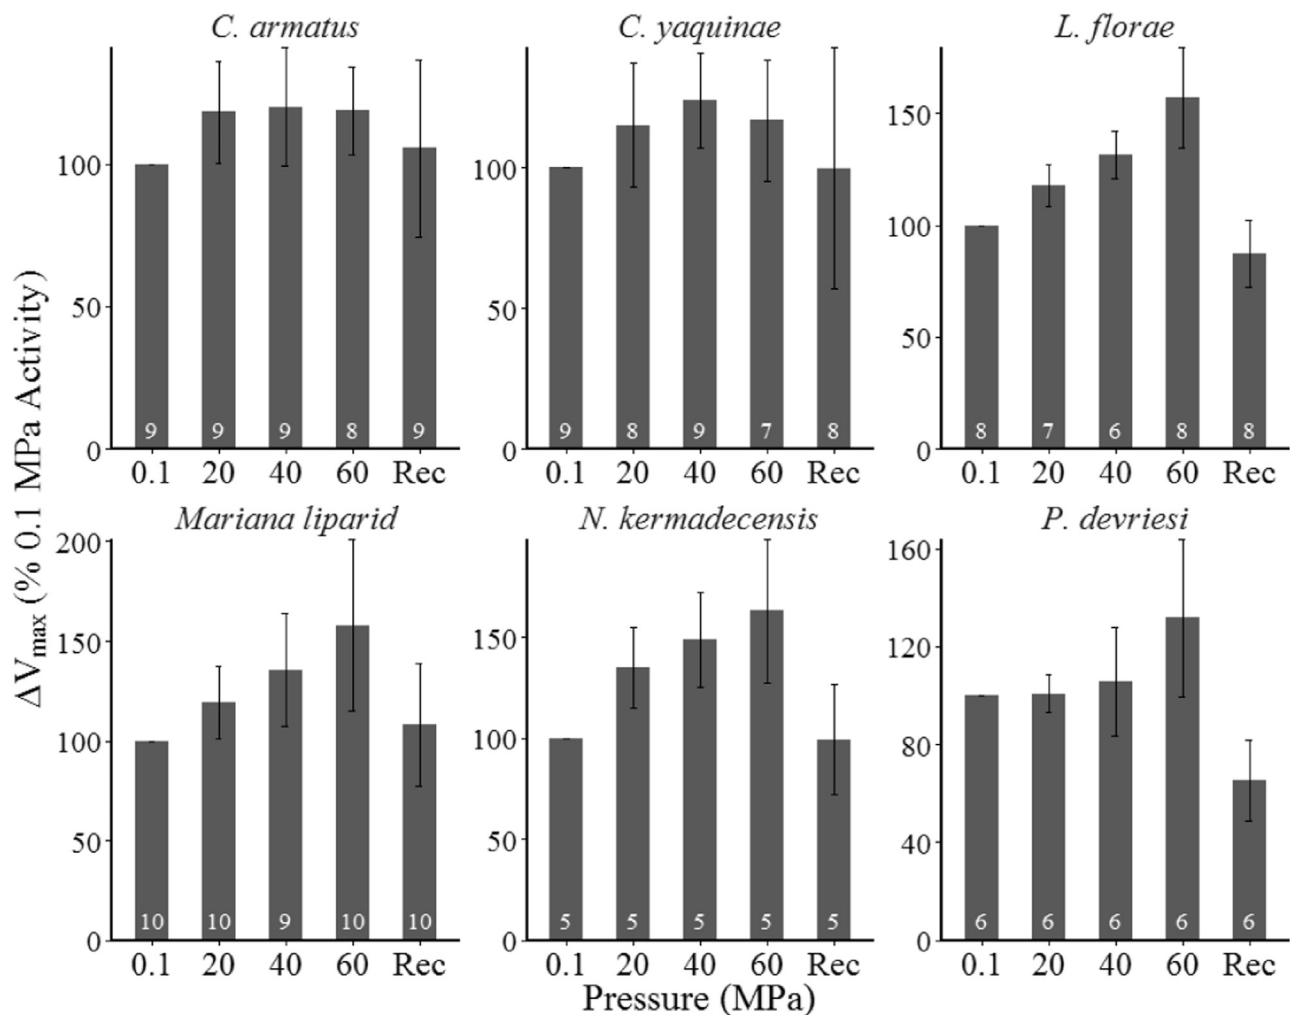 C. armatus
C. yaquinae
L. florae
ΔVmax (% 0.1 MPa Activity)
100
50
0
9 9 9 8 9
0.1 20 40 60 Rec
100
50
0
9 8 9 7 8
0.1 20 40 60 Rec
150
100
50
0
8 7 6 8 8
0.1 20 40 60 Rec
Mariana liparid
N. kermadecensis
P. devriesi
200
150
100
50
0
10 10 9 10 10
0.1 20 40 60 Rec
150
100
50
0
5 5 5 5 5
0.1 20 40 60 Rec
160
120
80
40
0
6 6 6 6 6
0.1 20 40 60 Rec
Pressure (MPa)